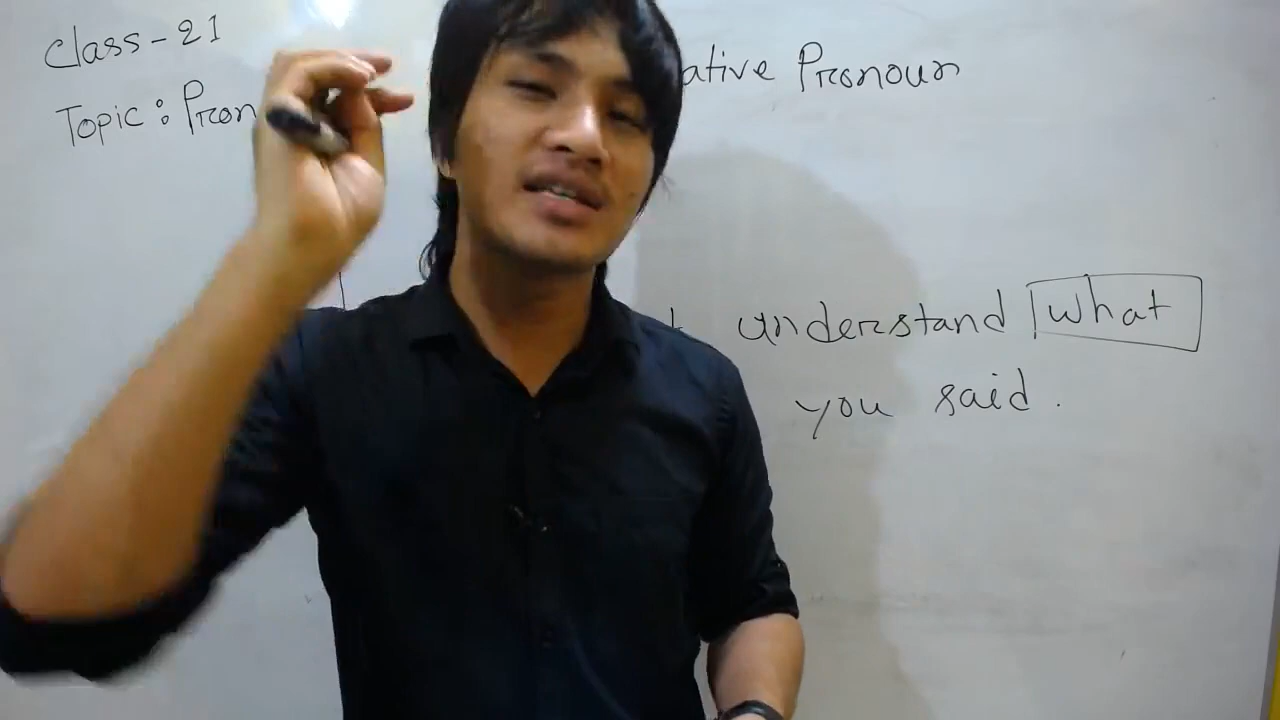 Class-21
Topic : Pron ative Pronoun
understand what
you said.